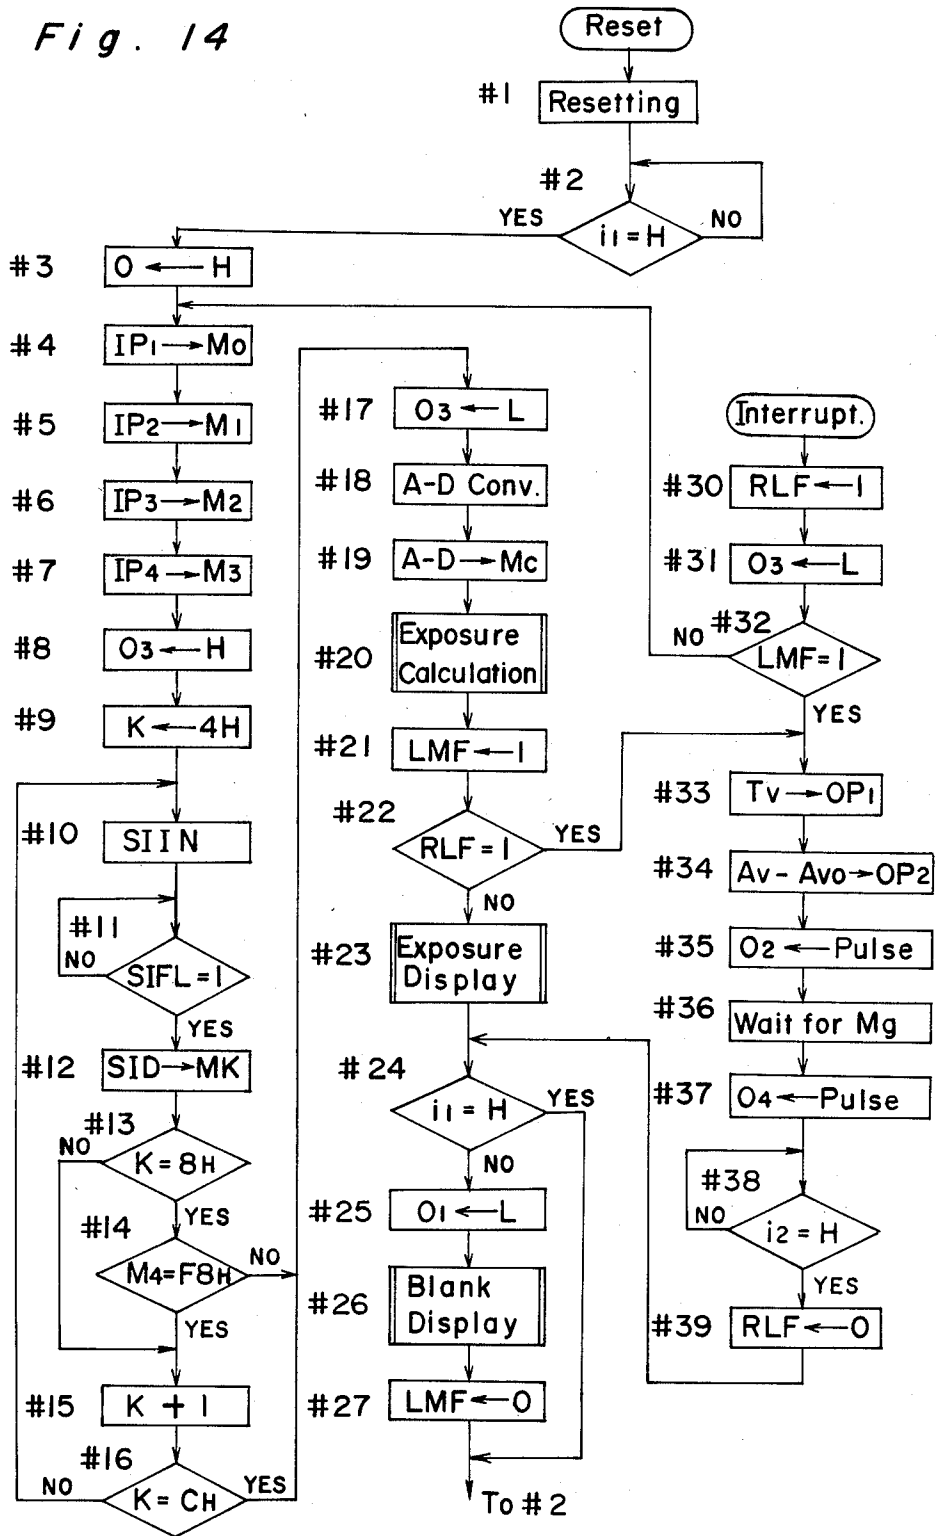 Fig. 14
Reset
#1
Resetting
#2
YES
i1 = H
NO
#3
O ← H
#4
IP1 → M0
#5
IP2 → M1
#6
IP3 → M2
#7
IP4 → M3
#8
O3 ← H
#9
K ← 4H
#10
SIIN
#11
NO
SIFL = 1
YES
#12
SID → MK
#13
NO
K = 8H
YES
#14
M4 = F8H
NO
YES
#15
K + 1
#16
NO
K = CH
YES
#17
O3 ← L
#18
A-D Conv.
#19
A-D → Mc
#20
Exposure
Calculation
#21
LMF ← 1
#22
RLF = 1
YES
NO
#23
Exposure
Display
#24
i1 = H
YES
NO
#25
O1 ← L
#26
Blank
Display
#27
LMF ← 0
To #2
Interrupt.
#30
RLF ← 1
#31
O3 ← L
#32
NO
LMF = 1
YES
#33
Tv → OP1
#34
Av - Avo → OP2
#35
O2 ← Pulse
#36
Wait for Mg
#37
O4 ← Pulse
#38
NO
i2 = H
YES
#39
RLF ← 0